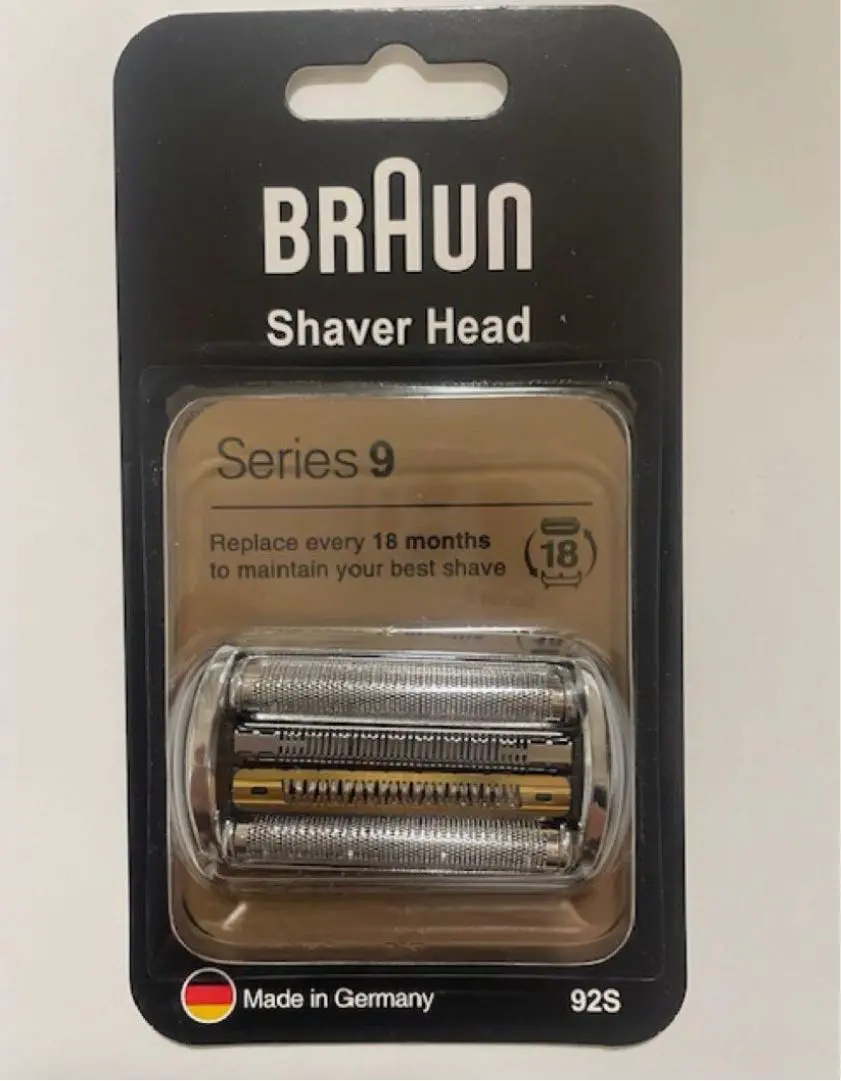 BRAUN
Shaver Head
Series 9
Replace every 18 months
to maintain your best shave
18
Made in Germany
92S